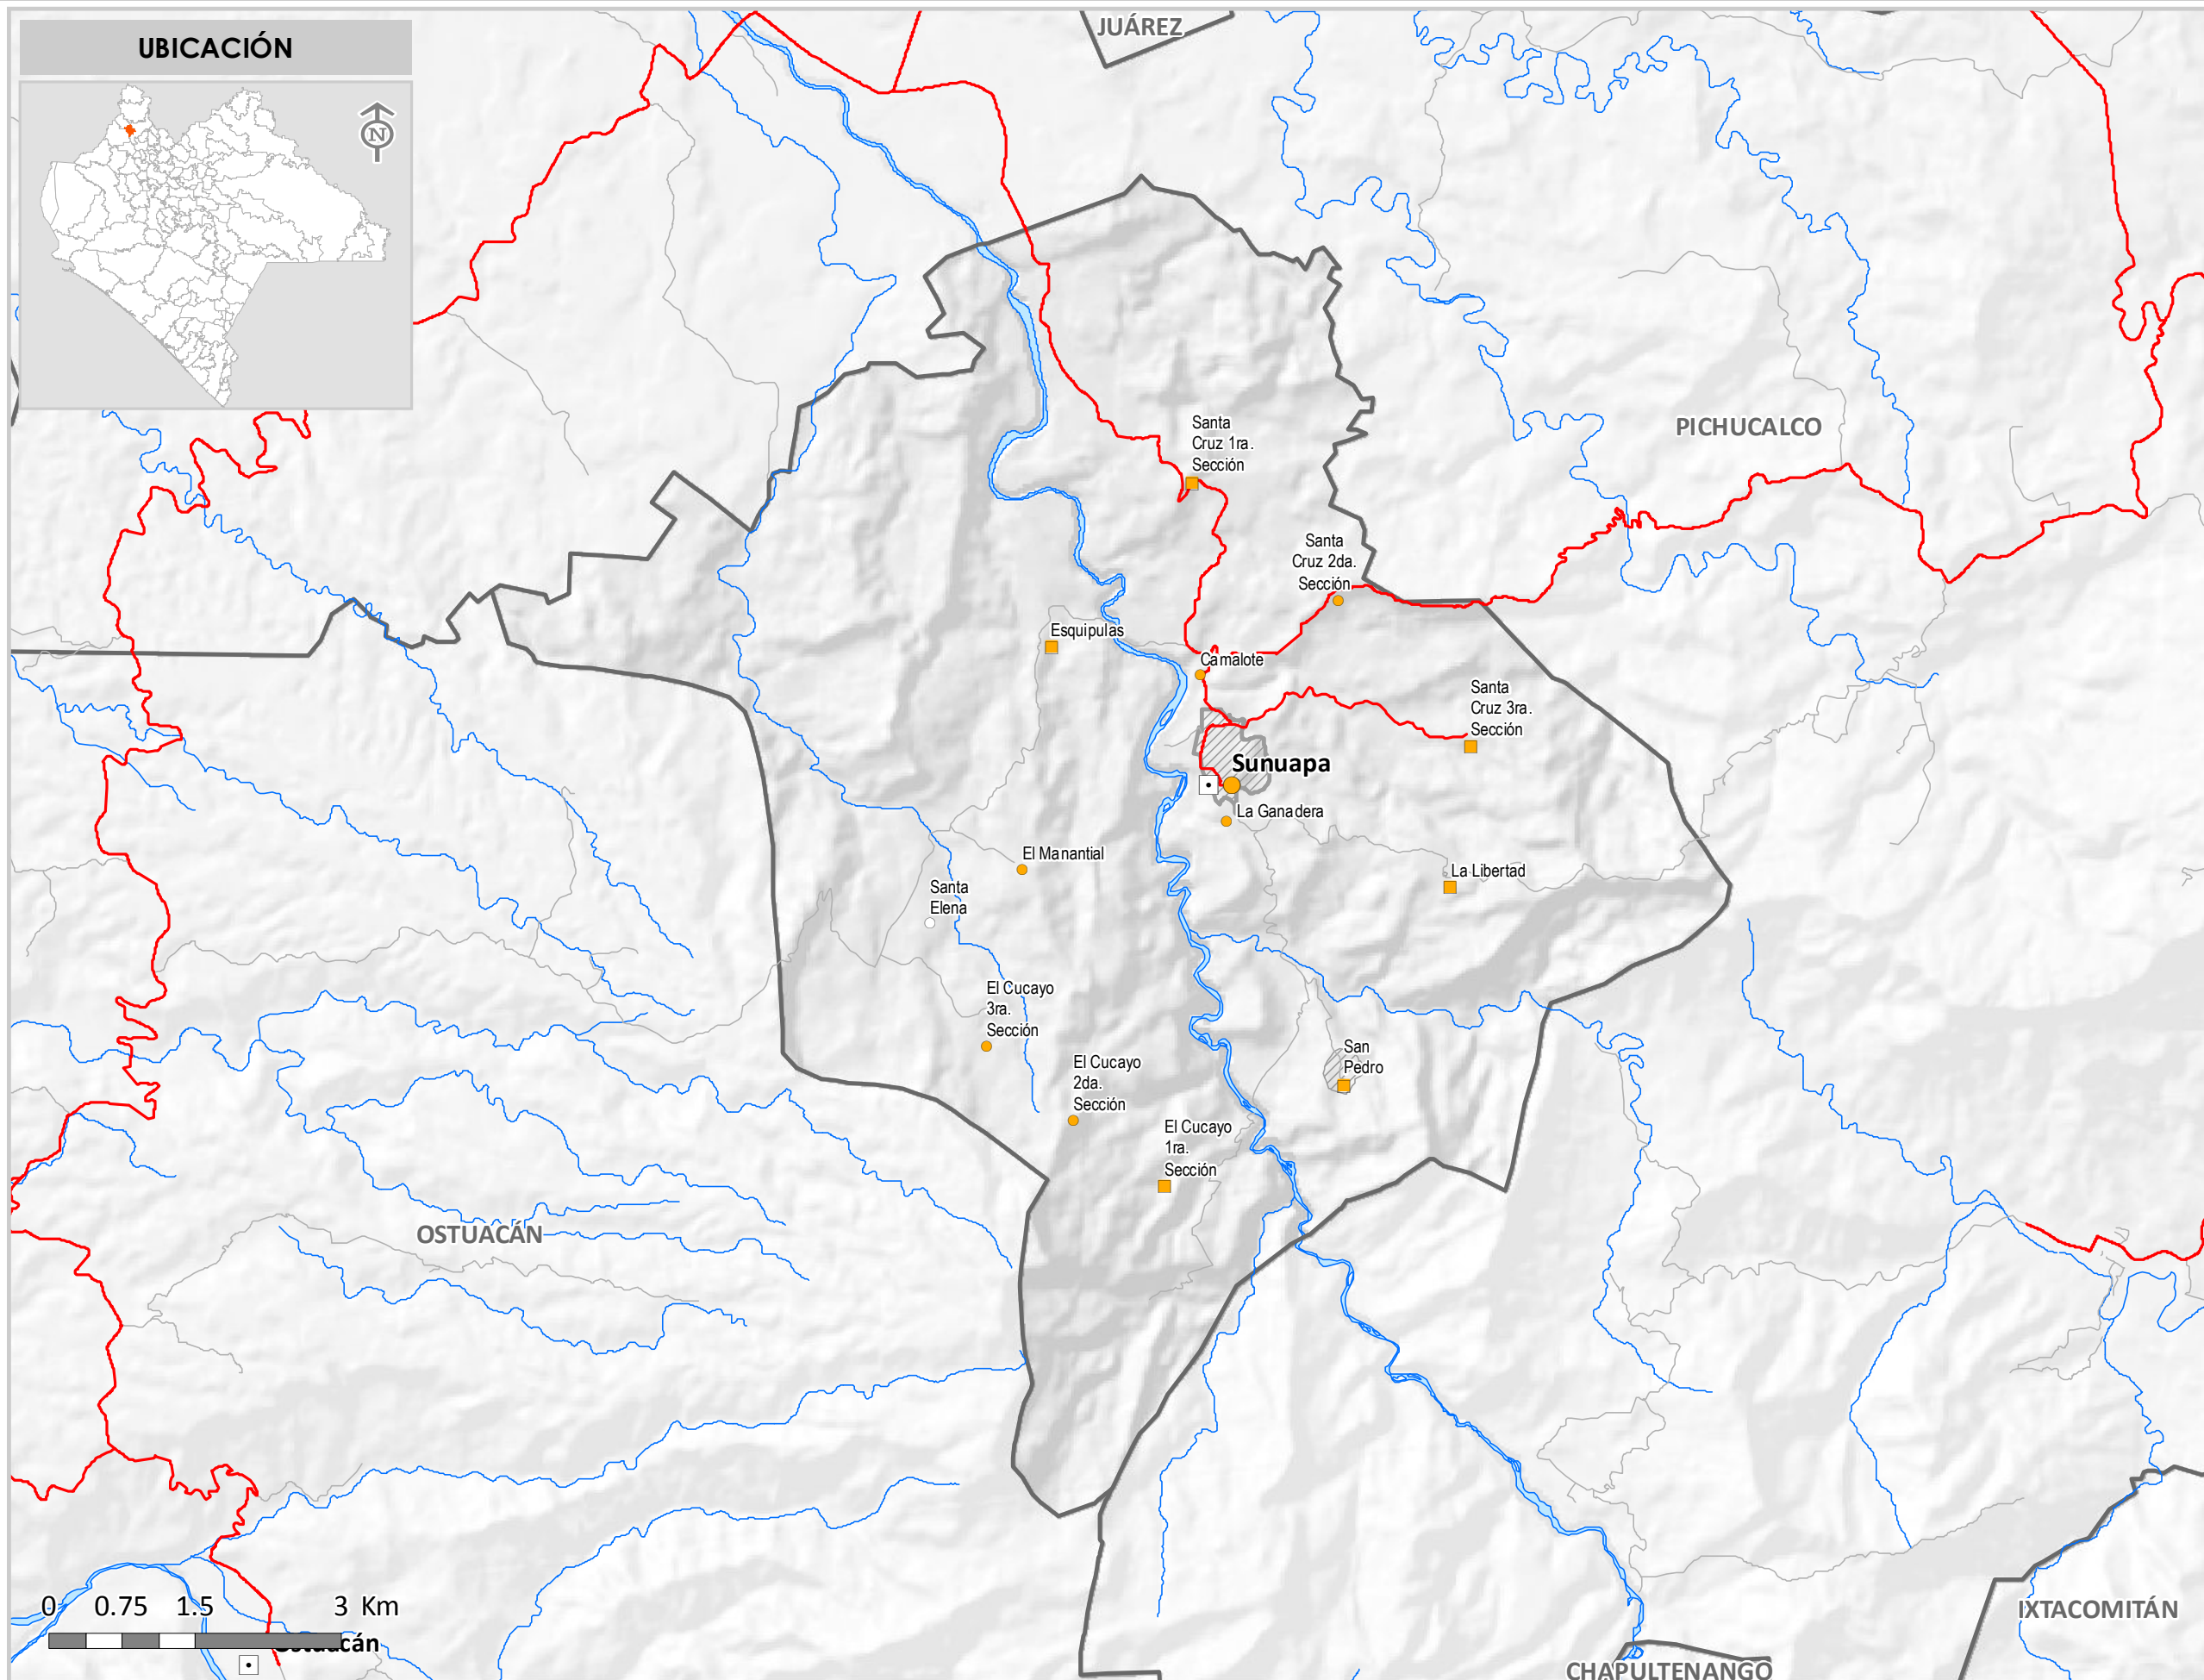 UBICACIÓN
N
JUÁREZ
PICHUCALCO
Santa
Cruz 1ra.
Sección
Santa
Cruz 2da.
Sección
Esquipulas
Camalote
Santa
Cruz 3ra.
Sección
Sunuapa
La Ganadera
El Manantial
La Libertad
Santa
Elena
El Cucayo
3ra.
Sección
San
Pedro
El Cucayo
2da.
Sección
El Cucayo
1ra.
Sección
OSTUACÁN
0 0.75 1.5 3 Km
Ostuacán
IXTACOMITÁN
CHAPULTENANGO